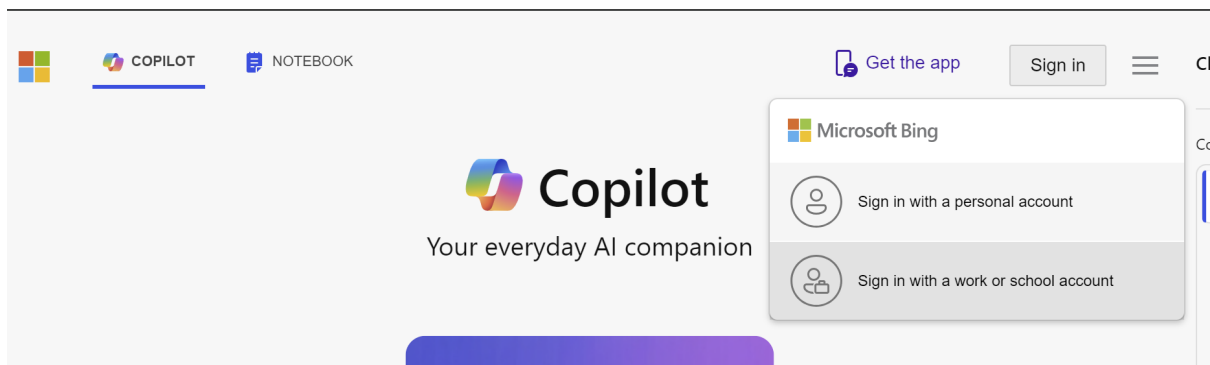 COPILOT
NOTEBOOK
Get the app
Sign in
Microsoft Bing
Sign in with a personal account
Sign in with a work or school account
Copilot
Your everyday AI companion